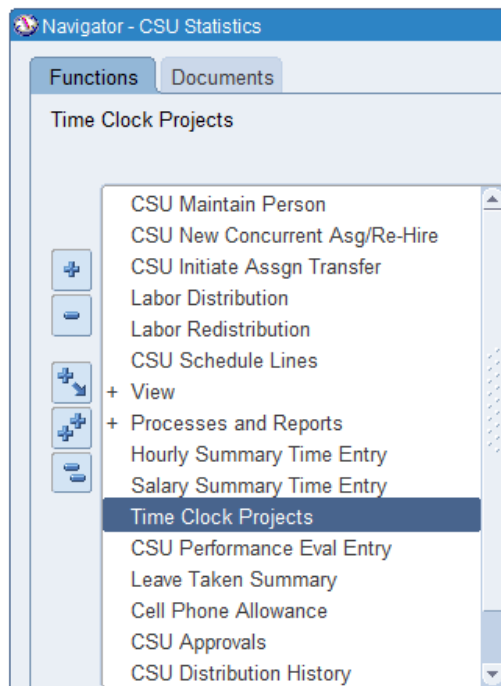 Navigator - CSU Statistics
Functions Documents
Time Clock Projects
CSU Maintain Person
CSU New Concurrent Asg/Re-Hire
CSU Initiate Assgn Transfer
Labor Distribution
Labor Redistribution
CSU Schedule Lines
+ View
+ Processes and Reports
Hourly Summary Time Entry
Salary Summary Time Entry
Time Clock Projects
CSU Performance Eval Entry
Leave Taken Summary
Cell Phone Allowance
CSU Approvals
CSU Distribution History